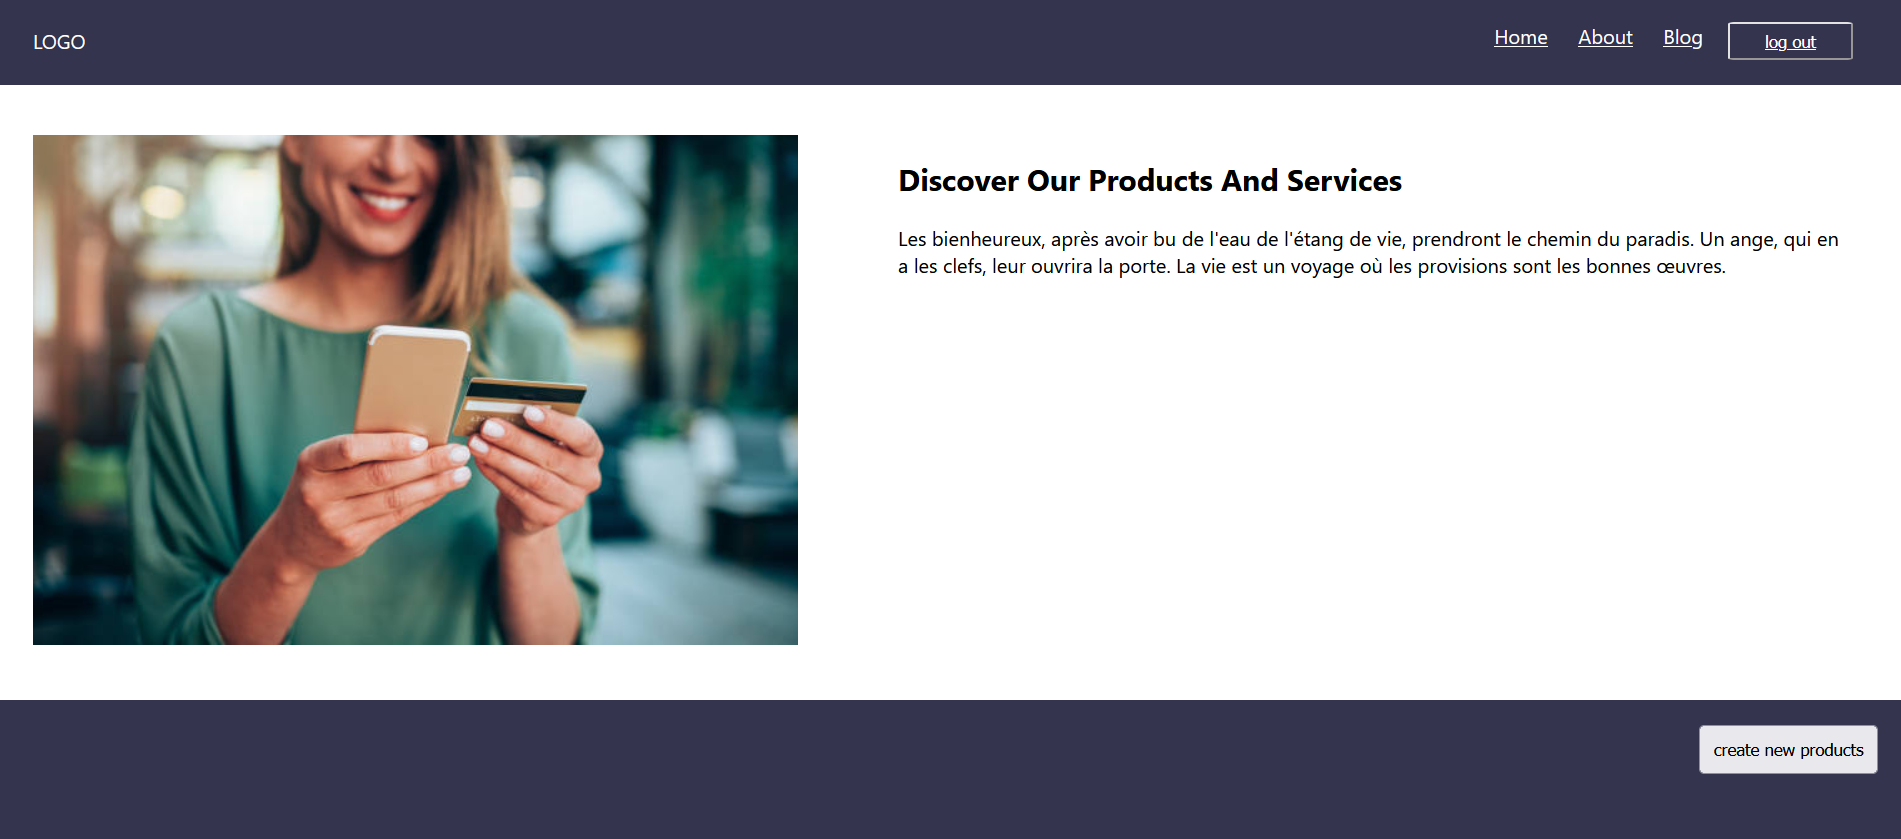 LOGO
Home About Blog log out
Discover Our Products And Services
Les bienheureux, après avoir bu de l'eau de l'étang de vie, prendront le chemin du paradis. Un ange, qui en
a les clefs, leur ouvrira la porte. La vie est un voyage où les provisions sont les bonnes œuvres.
create new products